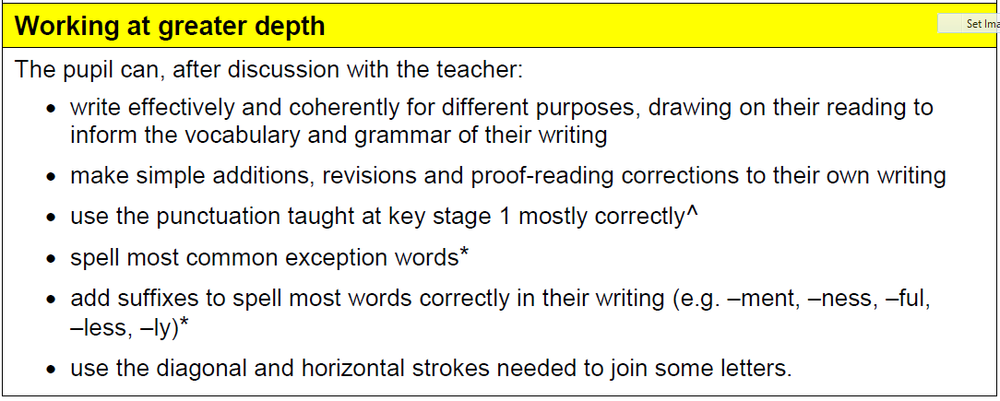 Working at greater depth
Set Ima
The pupil can, after discussion with the teacher:
• write effectively and coherently for different purposes, drawing on their reading to
inform the vocabulary and grammar of their writing
• make simple additions, revisions and proof-reading corrections to their own writing
• use the punctuation taught at key stage 1 mostly correctly^
• spell most common exception words*
• add suffixes to spell most words correctly in their writing (e.g. –ment, –ness, –ful,
–less, –ly)*
• use the diagonal and horizontal strokes needed to join some letters.